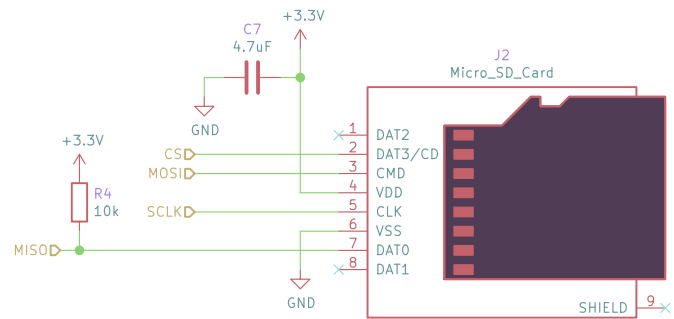 +3.3V
C7
4.7uF
GND
J2
Micro_SD_Card
+3.3V
R4
10k
CS
MOSI
SCLK
MISO
GND
1 DAT2
2 DAT3/CD
3 CMD
4 VDD
5 CLK
6 VSS
7 DAT0
8 DAT1
SHIELD 9